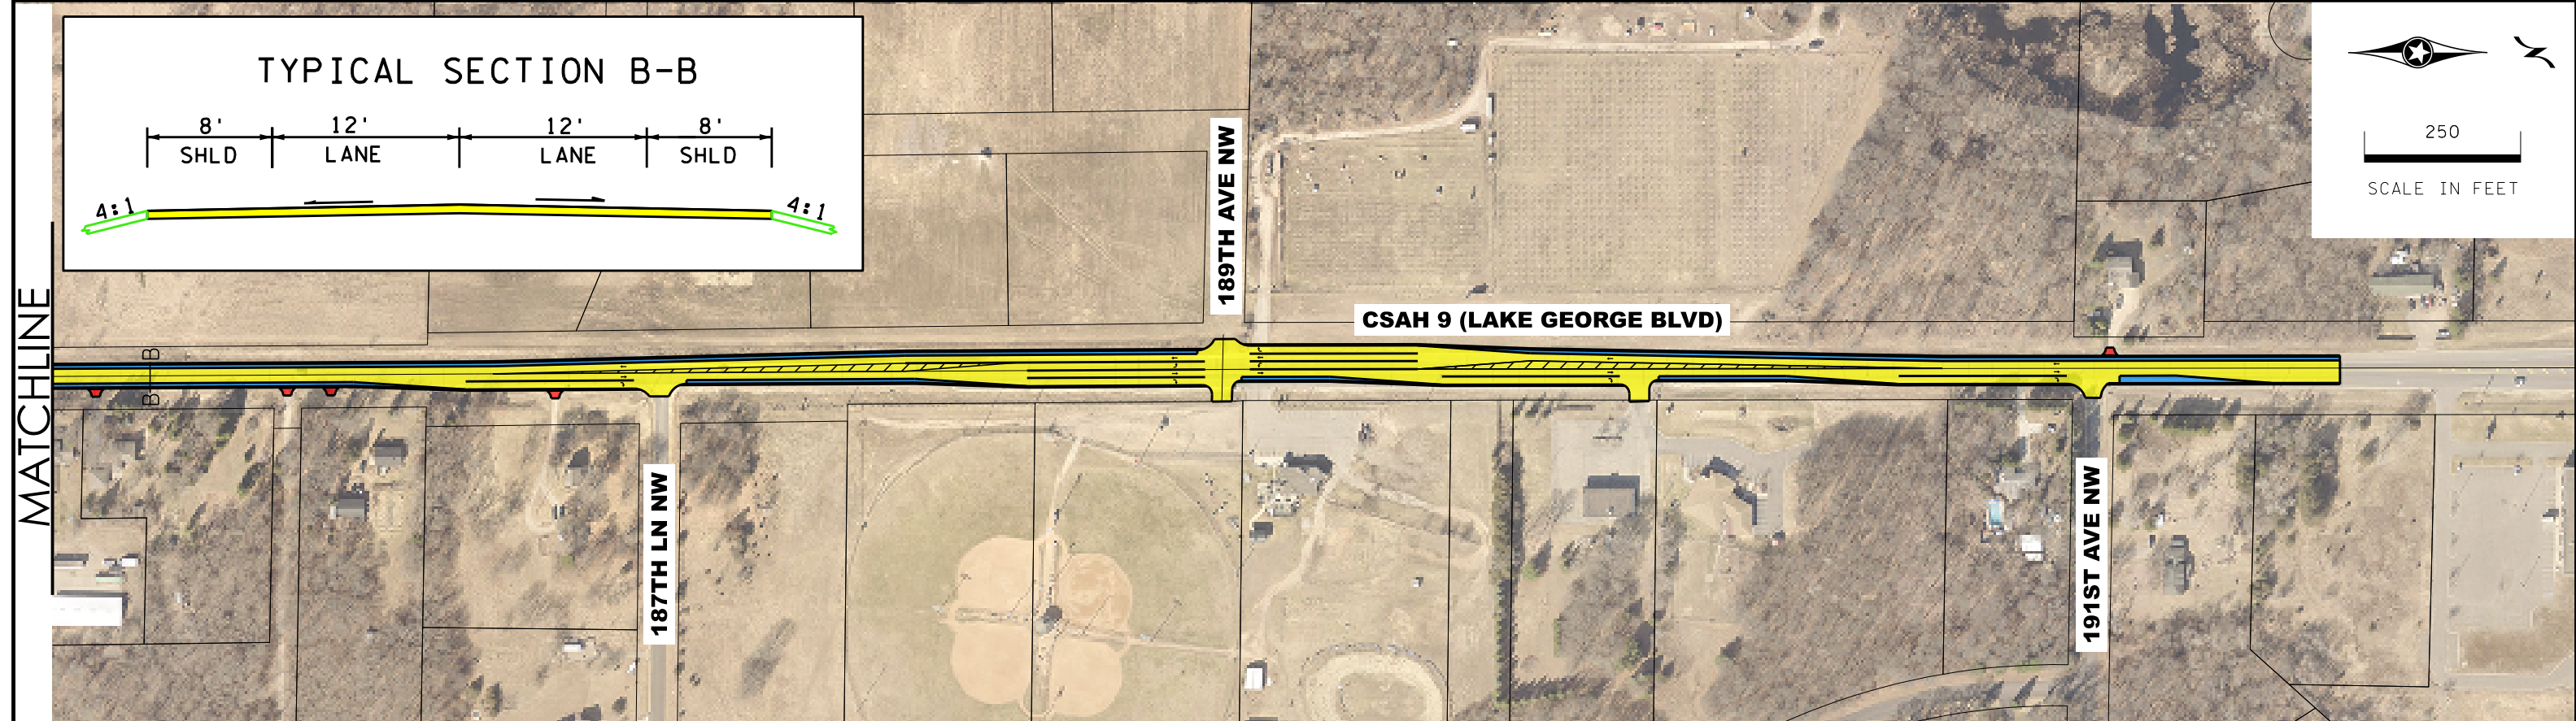 TYPICAL SECTION B-B
8' 12' 12' 8'
SHLD LANE LANE SHLD
4:1 4:1
MATCHLINE
B B
187TH LN NW
189TH AVE NW
CSAH 9 (LAKE GEORGE BLVD)
191ST AVE NW
N
250
SCALE IN FEET